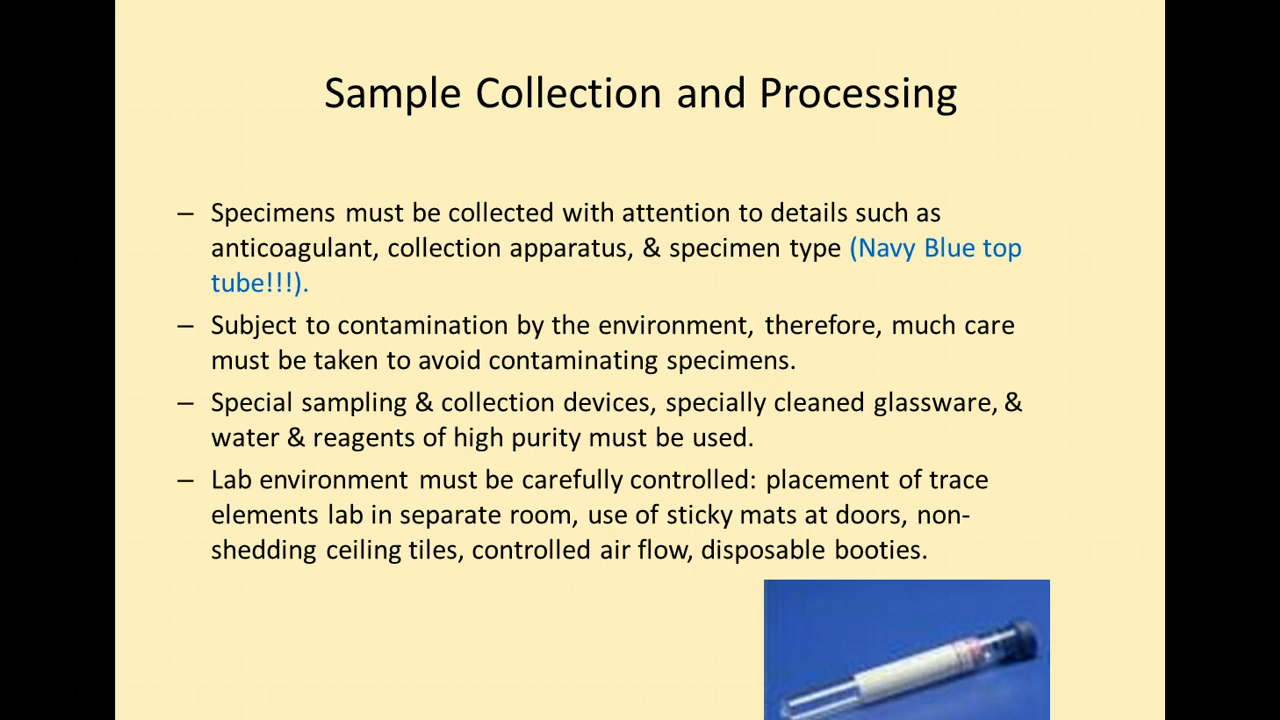 Sample Collection and Processing
– Specimens must be collected with attention to details such as
anticoagulant, collection apparatus, & specimen type (Navy Blue top
tube!!!).
– Subject to contamination by the environment, therefore, much care
must be taken to avoid contaminating specimens.
– Special sampling & collection devices, specially cleaned glassware, &
water & reagents of high purity must be used.
– Lab environment must be carefully controlled: placement of trace
elements lab in separate room, use of sticky mats at doors, non-
shedding ceiling tiles, controlled air flow, disposable booties.